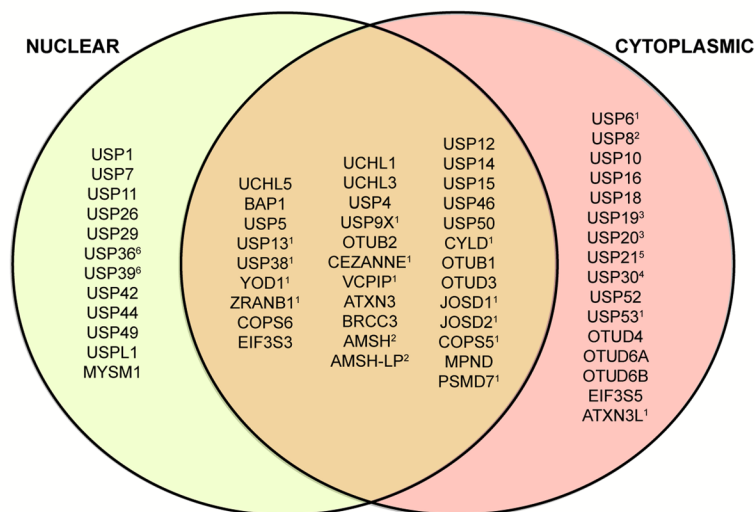 NUCLEAR
CYTOPLASMIC
USP1
USP7
USP11
USP26
USP29
USP36⁶
USP39⁶
USP42
USP44
USP49
USPL1
MYSM1
UCHL5
BAP1
USP5
USP13¹
USP38¹
YOD1¹
ZRANB1¹
COPS6
EIF3S3
UCHL1
UCHL3
USP4
USP9X¹
OTUB2
CEZANNE¹
VCPIP¹
ATXN3
BRCC3
AMSH²
AMSH-LP²
USP12
USP14
USP15
USP46
USP50
CYLD¹
OTUB1
OTUD3
JOSD1¹
JOSD2¹
COPS5¹
MPND
PSMD7¹
USP6¹
USP8²
USP10
USP16
USP18
USP19³
USP20³
USP21⁵
USP30⁴
USP52
USP53¹
OTUD4
OTUD6A
OTUD6B
EIF3S5
ATXN3L¹